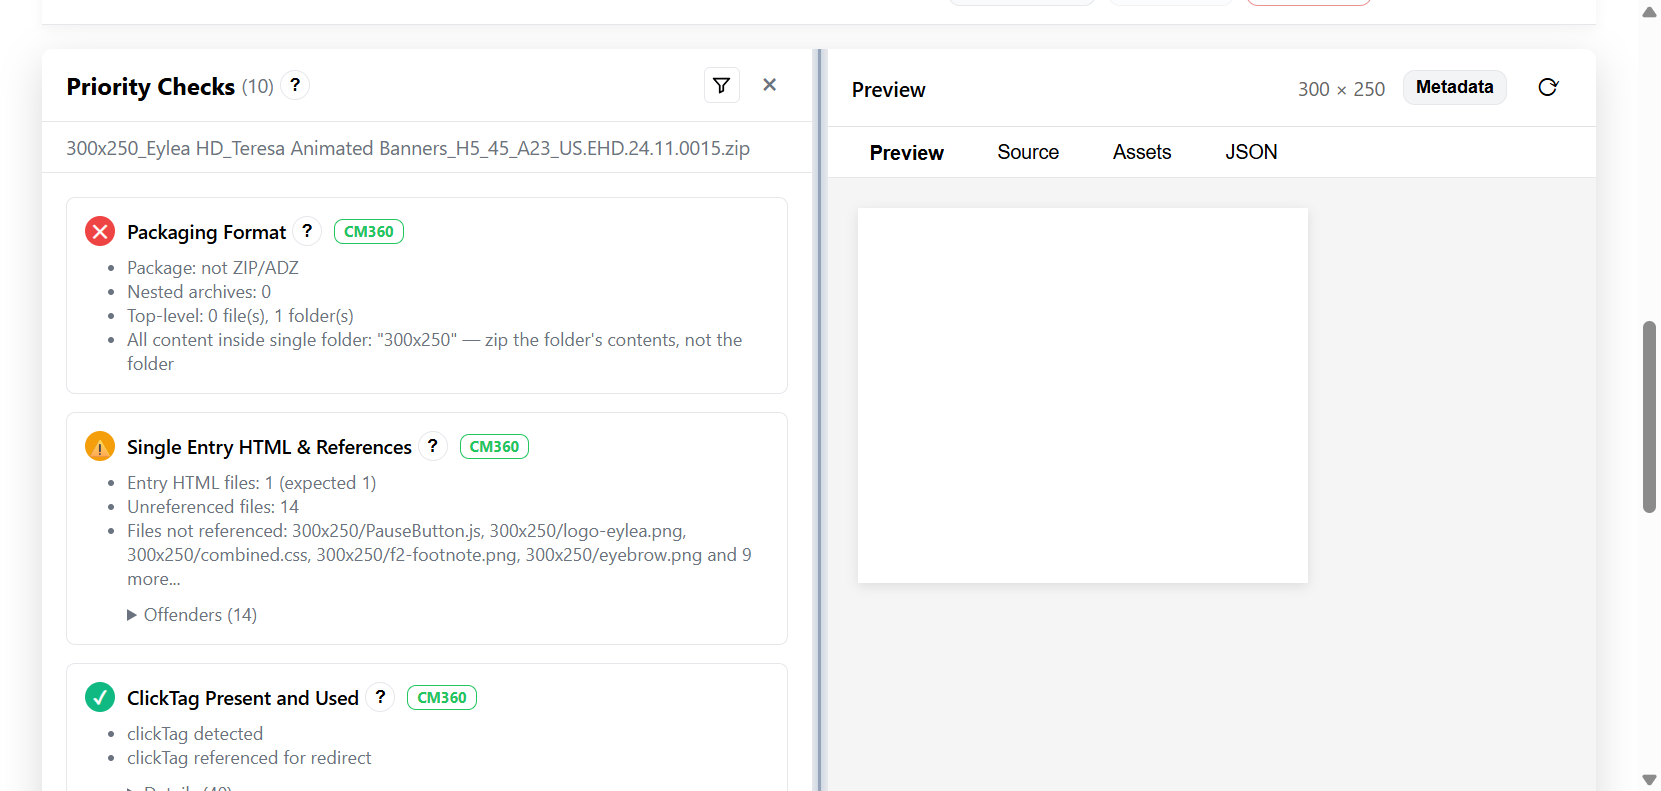 Priority Checks (10) ?
300x250_Eylea HD_Teresa Animated Banners_H5_45_A23_US.EHD.24.11.0015.zip
Packaging Format ? CM360
• Package: not ZIP/ADZ
• Nested archives: 0
• Top-level: 0 file(s), 1 folder(s)
• All content inside single folder: "300x250" — zip the folder's contents, not the
folder
Single Entry HTML & References ? CM360
• Entry HTML files: 1 (expected 1)
• Unreferenced files: 14
• Files not referenced: 300x250/PauseButton.js, 300x250/logo-eylea.png,
300x250/combined.css, 300x250/f2-footnote.png, 300x250/eyebrow.png and 9
more...
Offenders (14)
ClickTag Present and Used ? CM360
• clickTag detected
• clickTag referenced for redirect
Preview 300 × 250 Metadata
Preview Source Assets JSON